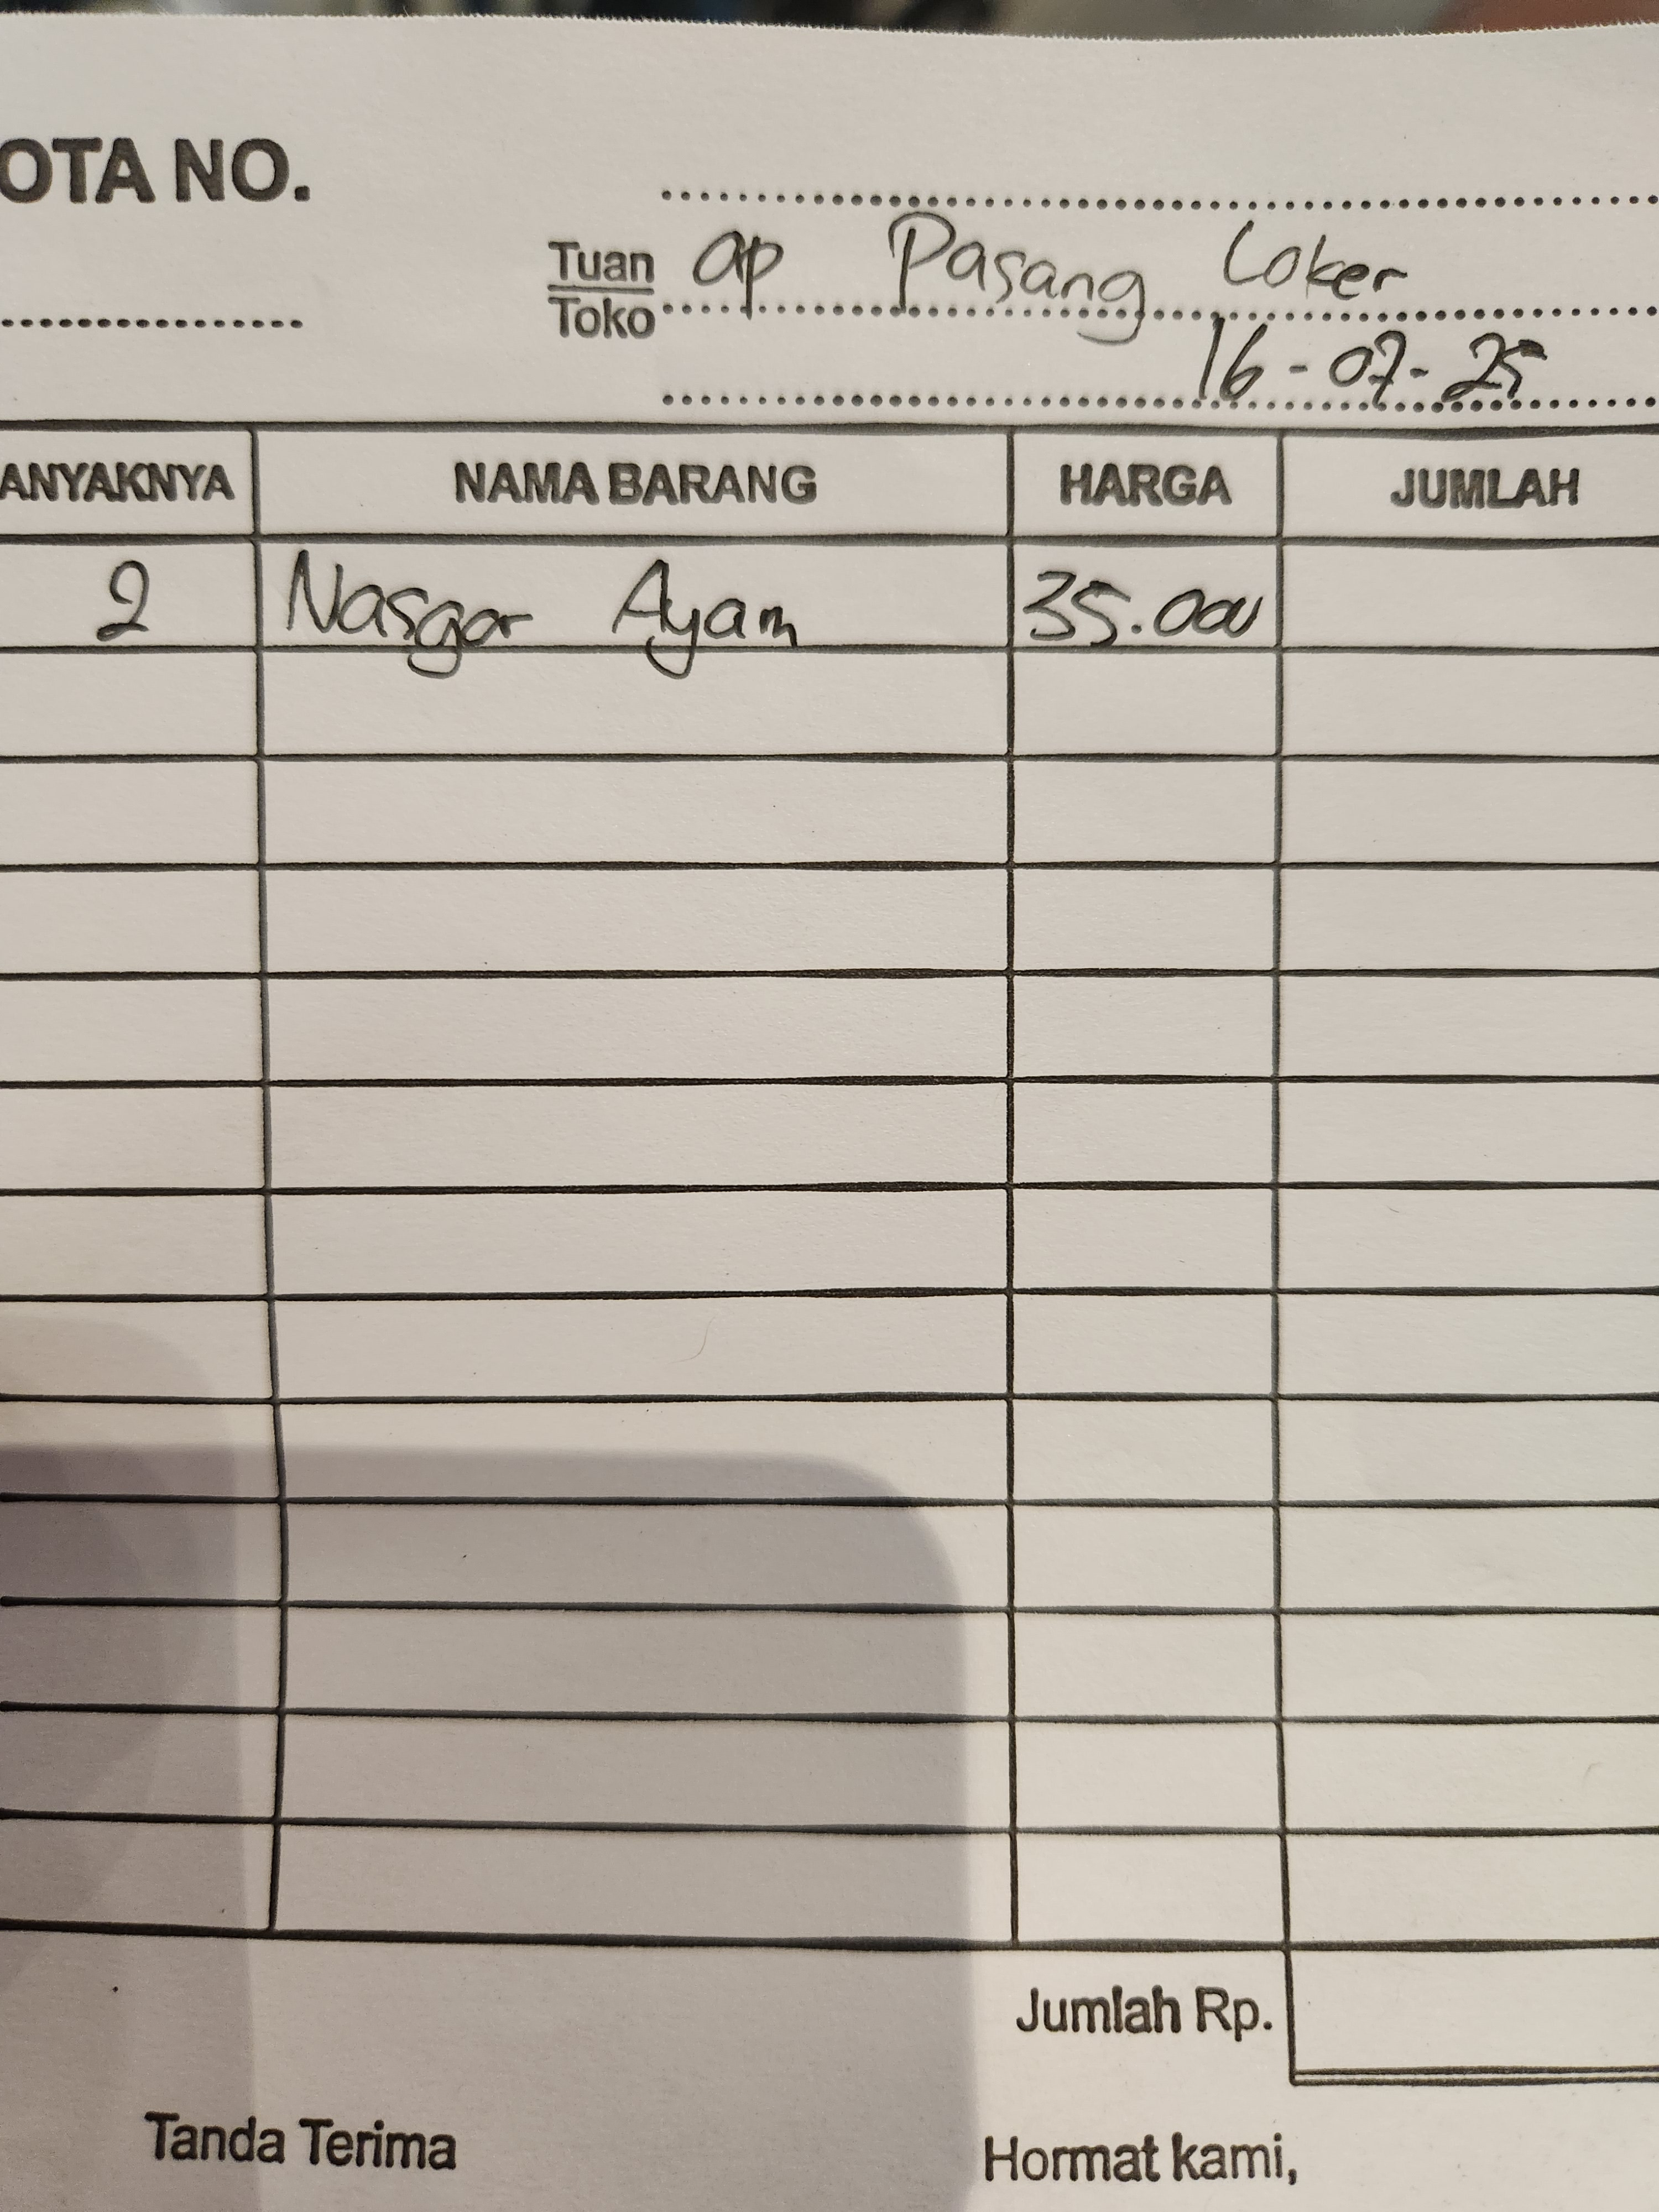 OTA NO.
Tuan Op Pasang Loker
Toko
16-07-25
ANYAKNYA NAMA BARANG HARGA JUMLAH
2 Nasgor Ayam 35.000
Jumlah Rp.
Tanda Terima Hormat kami,